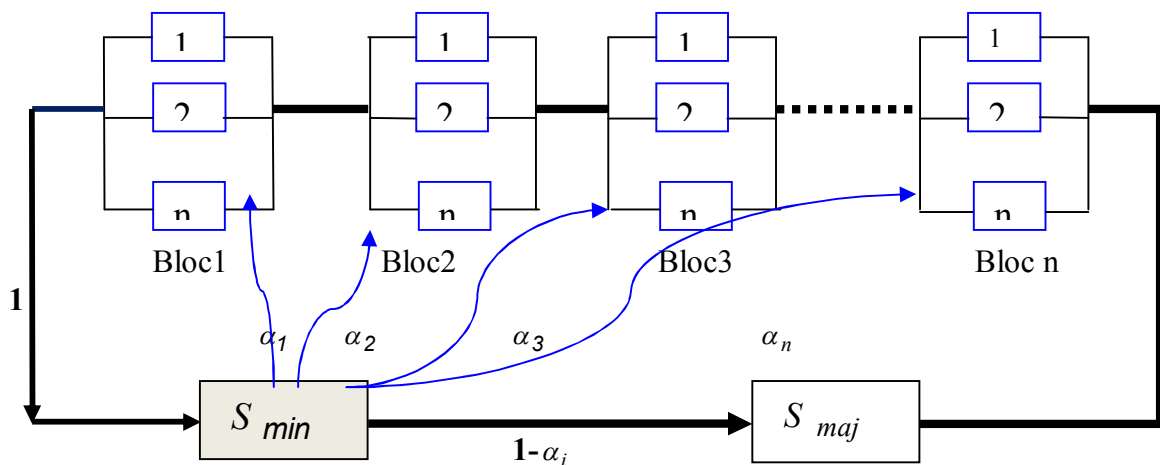 1 1 1 1
2 2 2 2
n n n n
Bloc1 Bloc2 Bloc3 Bloc n
1
α1 α2 α3 αn
S min S maj
1-αi